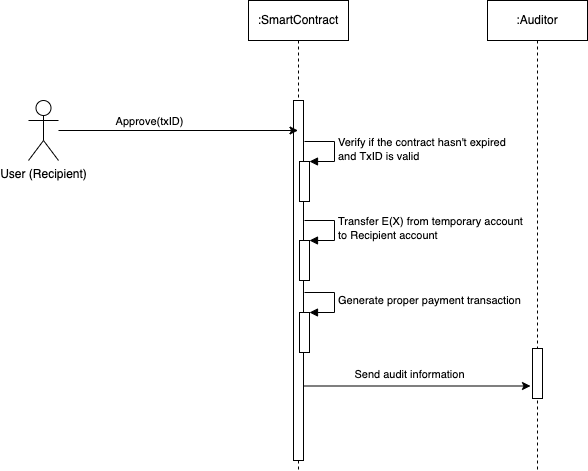 :SmartContract
:Auditor
Approve(txID)
Verify if the contract hasn't expired
and TxID is valid
User (Recipient)
Transfer E(X) from temporary account
to Recipient account
Generate proper payment transaction
Send audit information